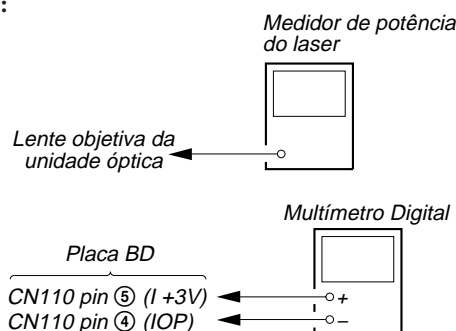 :
Medidor de potência
do laser
Lente objetiva da
unidade óptica
Multímetro Digital
Placa BD
CN110 pin ⑤ (I +3V)
+
CN110 pin ④ (IOP)
–